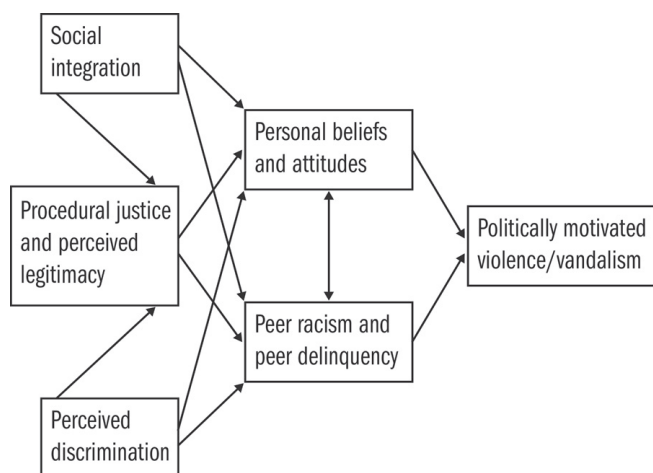 Social
integration
Personal beliefs
and attitudes
Procedural justice
and perceived
legitimacy
Politically motivated
violence/vandalism
Peer racism and
peer delinquency
Perceived
discrimination